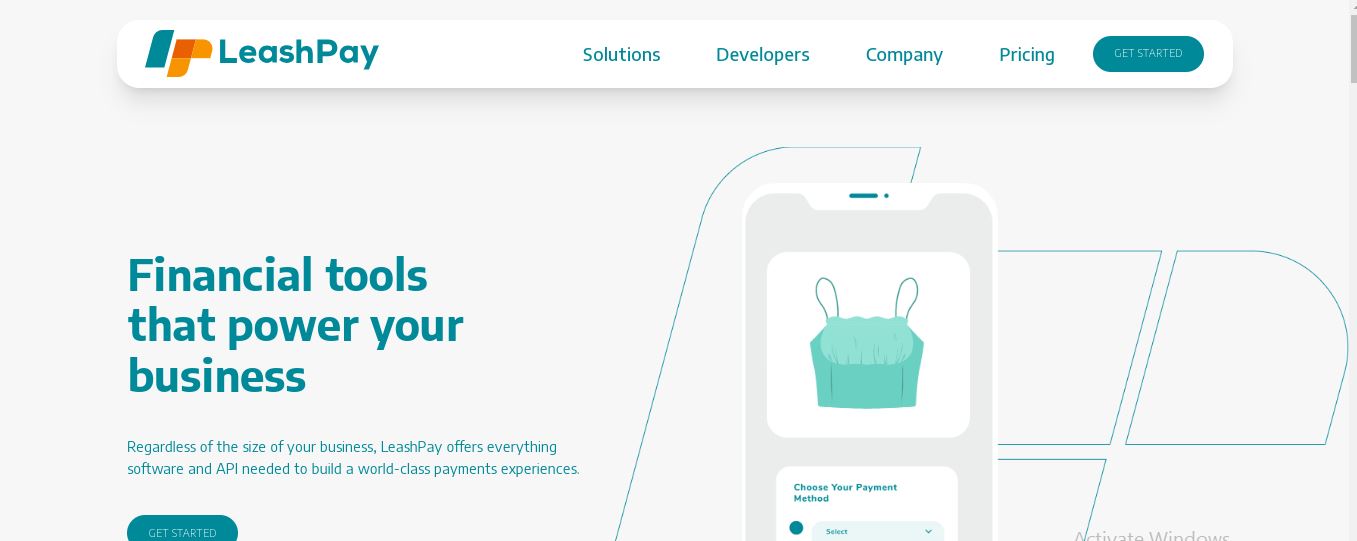 LeashPay
Solutions
Developers
Company
Pricing
GET STARTED
Financial tools
that power your
business
Regardless of the size of your business, LeashPay offers everything
software and API needed to build a world-class payments experiences.
GET STARTED
Choose Your Payment
Method
Select
Activate Windows